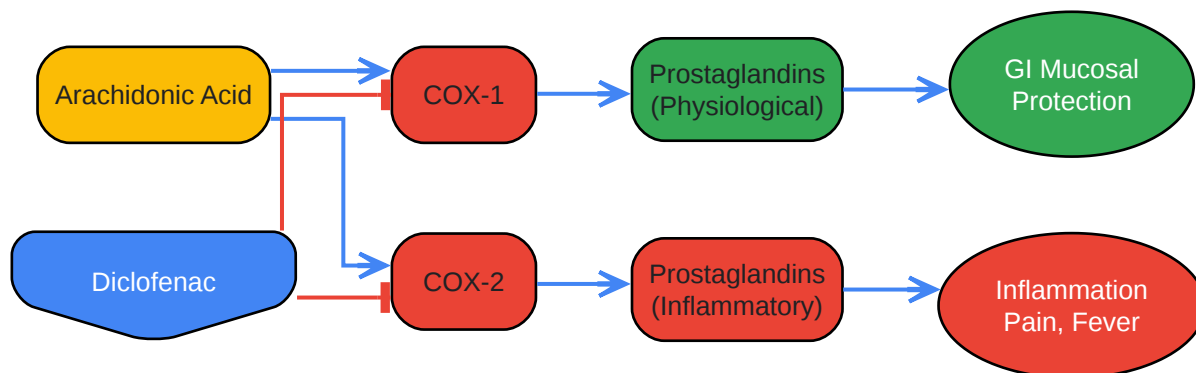 Arachidonic Acid
COX-1
Prostaglandins
(Physiological)
GI Mucosal
Protection
Diclofenac
COX-2
Prostaglandins
(Inflammatory)
Inflammation
Pain, Fever